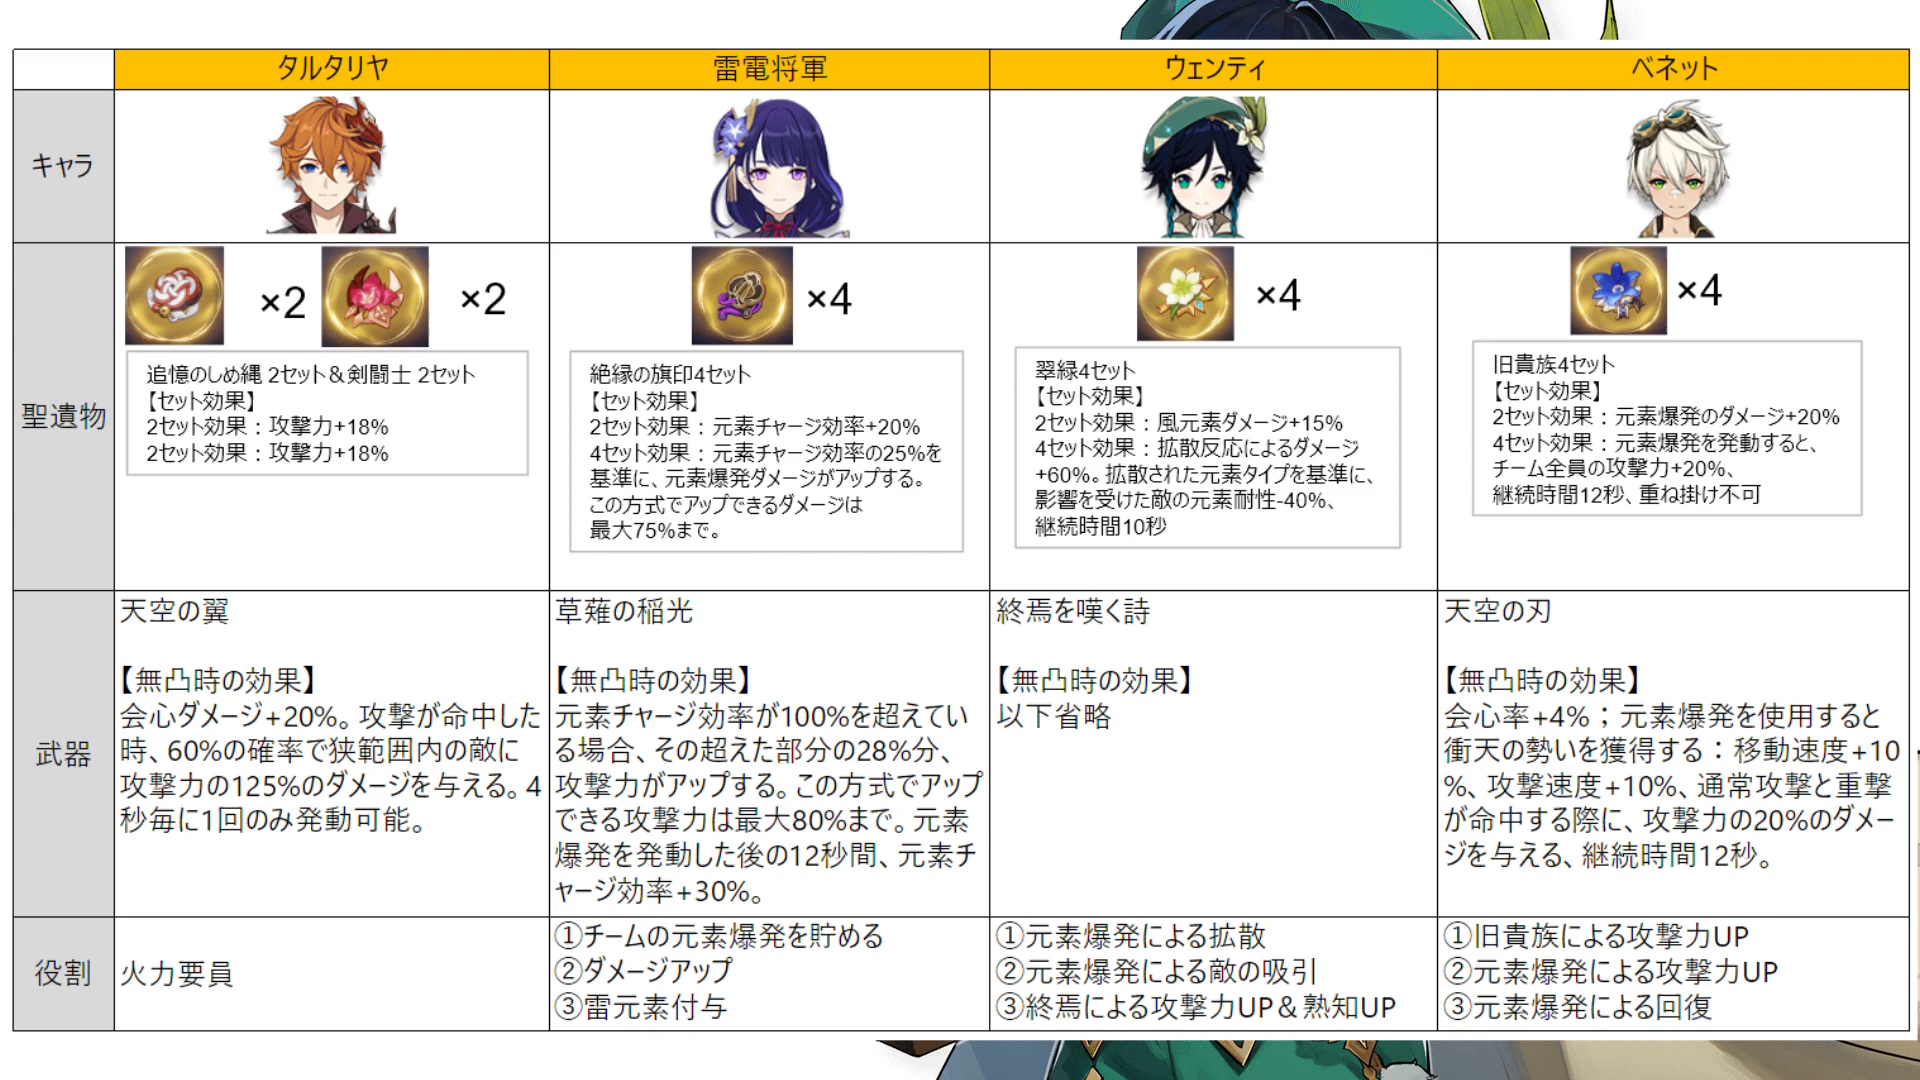 タルタリヤ
雷電将軍
ウェンティ
ベネット
キャラ
聖遺物
×2
×2
追憶のしめ縄 2セット＆剣闘士 2セット
【セット効果】
2セット効果：攻撃力+18%
2セット効果：攻撃力+18%
×4
絶縁の旗印4セット
【セット効果】
2セット効果：元素チャージ効率+20%
4セット効果：元素チャージ効率の25%を
基準に、元素爆発ダメージがアップする。
この方式でアップできるダメージは
最大75%まで。
×4
翠緑4セット
【セット効果】
2セット効果：風元素ダメージ+15%
4セット効果：拡散反応によるダメージ
+60%。拡散された元素タイプを基準に、
影響を受けた敵の元素耐性-40%、
継続時間10秒
×4
旧貴族4セット
【セット効果】
2セット効果：元素爆発のダメージ+20%
4セット効果：元素爆発を発動すると、
チーム全員の攻撃力+20%、
継続時間12秒、重ね掛け不可
武器
天空の翼
【無凸時の効果】
会心ダメージ+20%。攻撃が命中した
時、60%の確率で狭範囲内の敵に
攻撃力の125%のダメージを与える。4
秒毎に1回のみ発動可能。
草薙の稲光
【無凸時の効果】
元素チャージ効率が100%を超えてい
る場合、その超えた部分の28%分、
攻撃力がアップする。この方式でアップ
できる攻撃力は最大80%まで。元素
爆発を発動した後の12秒間、元素チ
ャージ効率+30%。
終焉を嘆く詩
【無凸時の効果】
以下省略
天空の刃
【無凸時の効果】
会心率+4%；元素爆発を使用すると
衝天の勢いを獲得する：移動速度+10
%、攻撃速度+10%、通常攻撃と重撃
が命中する際に、攻撃力の20%のダメー
ジを与える、継続時間12秒。
役割
火力要員
①チームの元素爆発を貯める
②ダメージアップ
③雷元素付与
①元素爆発による拡散
②元素爆発による敵の吸引
③終焉による攻撃力UP＆熟知UP
①旧貴族による攻撃力UP
②元素爆発による攻撃力UP
③元素爆発による回復